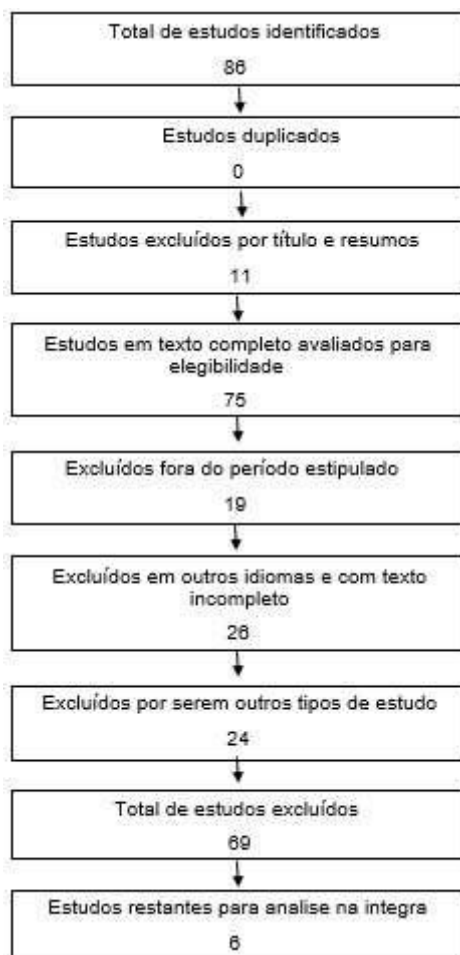 Total de estudos identificados
86
Estudos duplicados
0
Estudos excluídos por título e resumos
11
Estudos em texto completo avaliados para
elegibilidade
75
Excluídos fora do período estipulado
19
Excluídos em outros idiomas e com texto
incompleto
26
Excluídos por serem outros tipos de estudo
24
Total de estudos excluídos
69
Estudos restantes para analise na integra
6